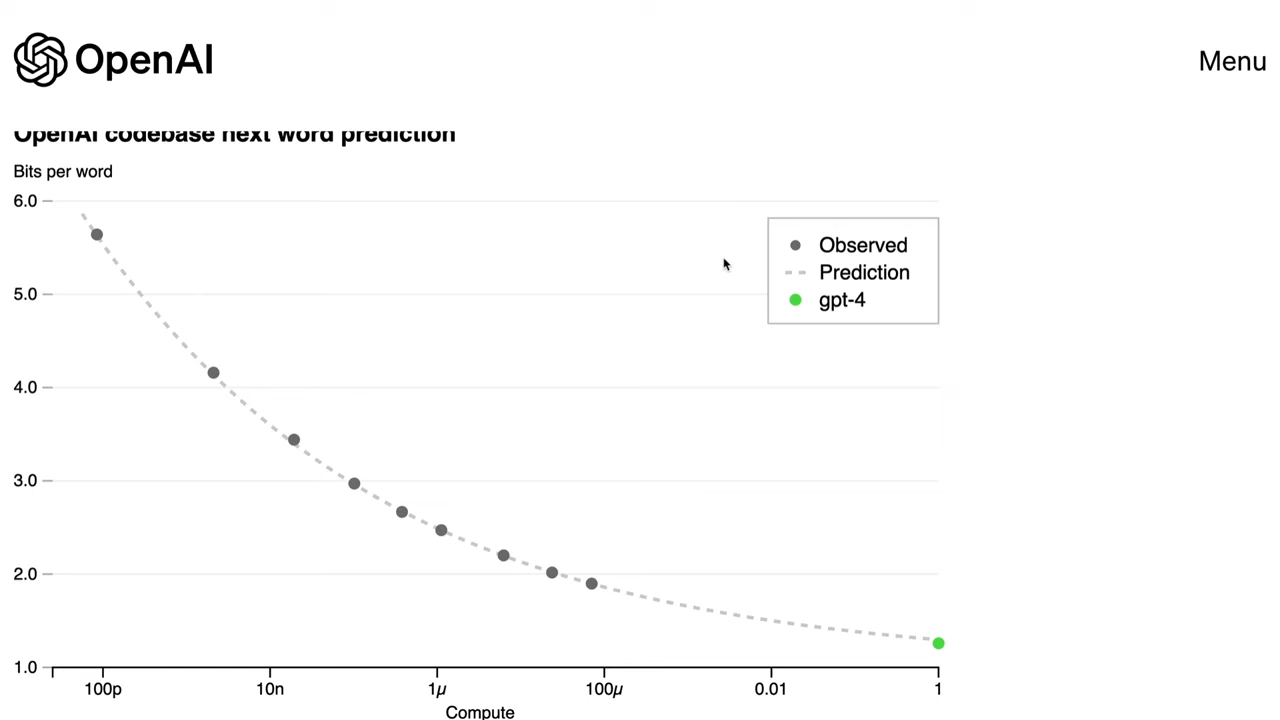 OpenAI
Menu
OpenAI codebase next word prediction
Bits per word
6.0
5.0
4.0
3.0
2.0
1.0
Observed
Prediction
gpt-4
100p
10n
1µ
100µ
0.01
1
Compute